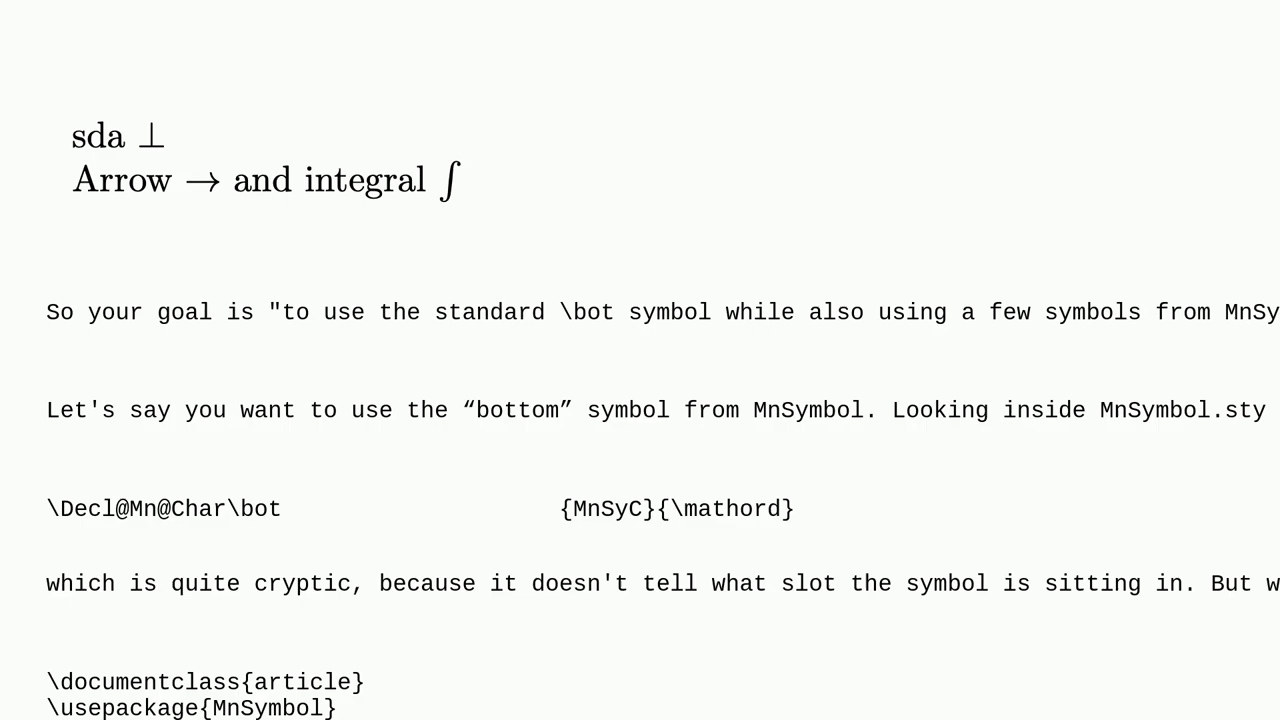 sda ⊥
Arrow → and integral ∫
So your goal is "to use the standard \bot symbol while also using a few symbols from MnSy
Let's say you want to use the “bottom” symbol from MnSymbol. Looking inside MnSymbol.sty
\Decl@Mn@Char\bot                    {MnSyC}{\mathord}
which is quite cryptic, because it doesn't tell what slot the symbol is sitting in. But w
\documentclass{article}
\usepackage{MnSymbol}